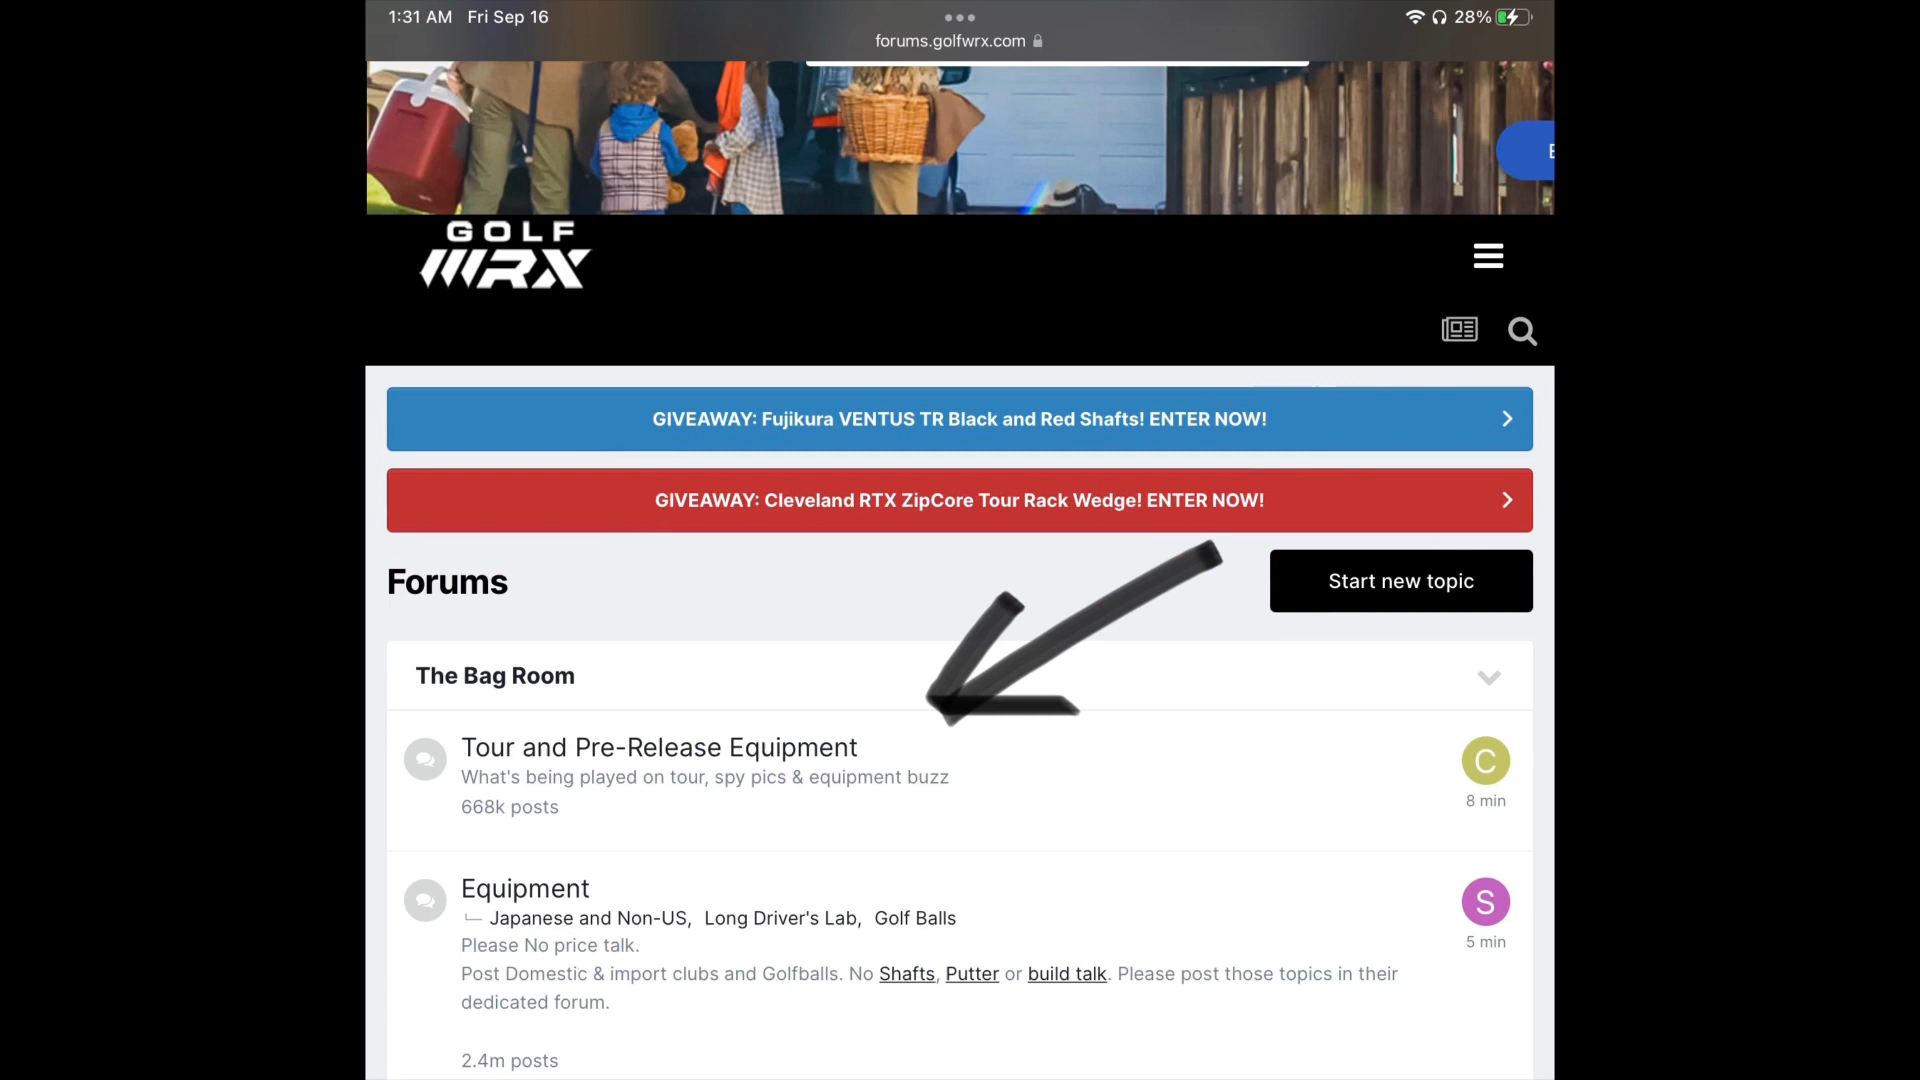 1:31 AM Fri Sep 16
28%
forums.golfwrx.com
GOLF
WRX
GIVEAWAY: Fujikura VENTUS TR Black and Red Shafts! ENTER NOW!
GIVEAWAY: Cleveland RTX ZipCore Tour Rack Wedge! ENTER NOW!
Forums
Start new topic
The Bag Room
Tour and Pre-Release Equipment
What's being played on tour, spy pics & equipment buzz
668k posts
C
8 min
Equipment
Japanese and Non-US, Long Driver's Lab, Golf Balls
Please No price talk.
Post Domestic & import clubs and Golfballs. No Shafts, Putter or build talk. Please post those topics in their
dedicated forum.
2.4m posts
S
5 min